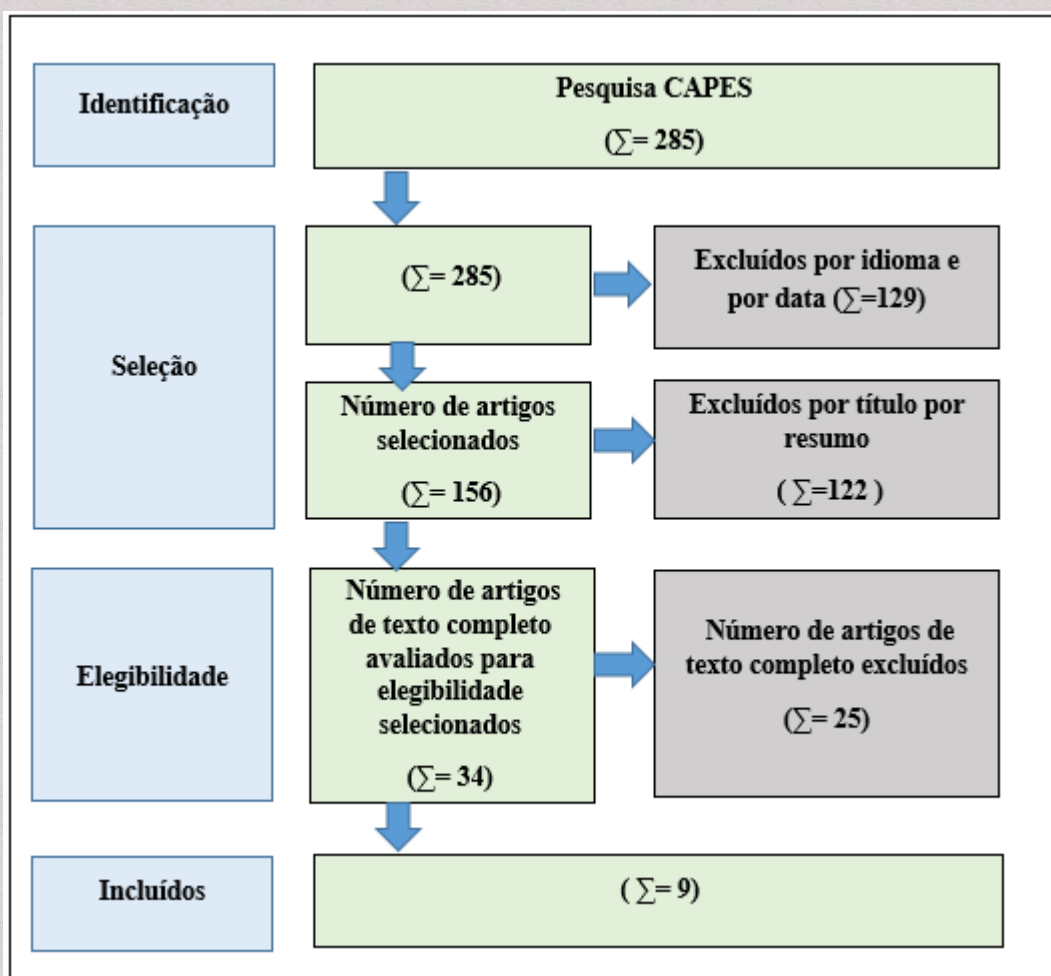 Identificação
Pesquisa CAPES
(∑= 285)
Seleção
(∑= 285)
Excluídos por idioma e
por data (∑=129)
Número de artigos
selecionados
(∑= 156)
Excluídos por título por
resumo
( ∑=122 )
Elegibilidade
Número de artigos
de texto completo
avaliados para
elegibilidade
selecionados
(∑= 34)
Número de artigos de
texto completo excluídos
(∑= 25)
Incluídos
( ∑= 9)